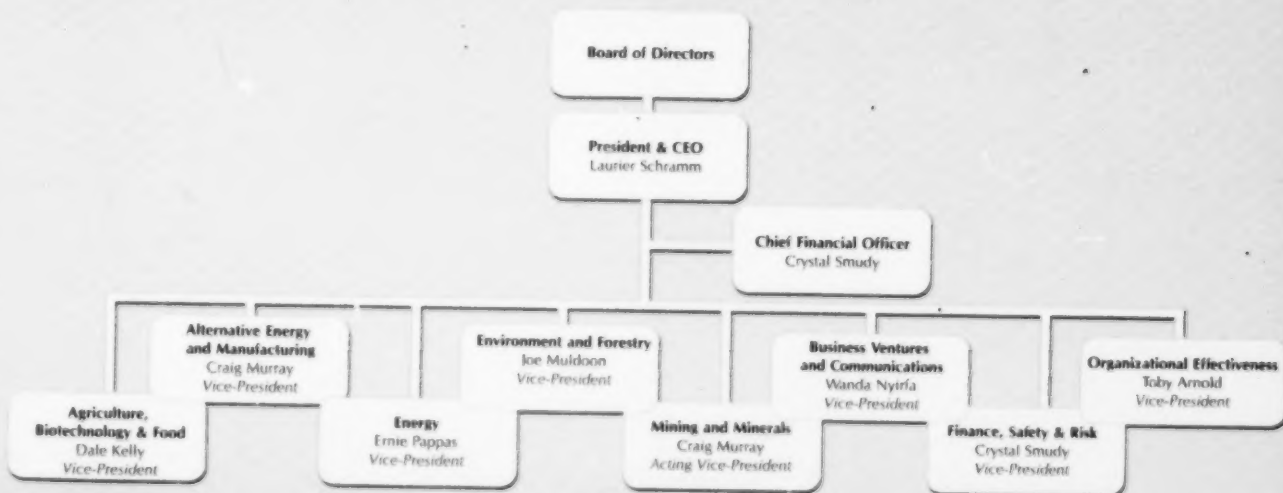 Board of Directors
President & CEO
Laurier Schramm
Chief Financial Officer
Crystal Smudy
Agriculture,
Biotechnology & Food
Dale Kelly
Vice-President
Alternative Energy
and Manufacturing
Craig Murray
Vice-President
Energy
Ernie Pappas
Vice-President
Environment and Forestry
Joe Muldoon
Vice-President
Mining and Minerals
Craig Murray
Acting Vice-President
Business Ventures
and Communications
Wanda Nyirfa
Vice-President
Finance, Safety & Risk
Crystal Smudy
Vice-President
Organizational Effectiveness
Toby Arnold
Vice-President